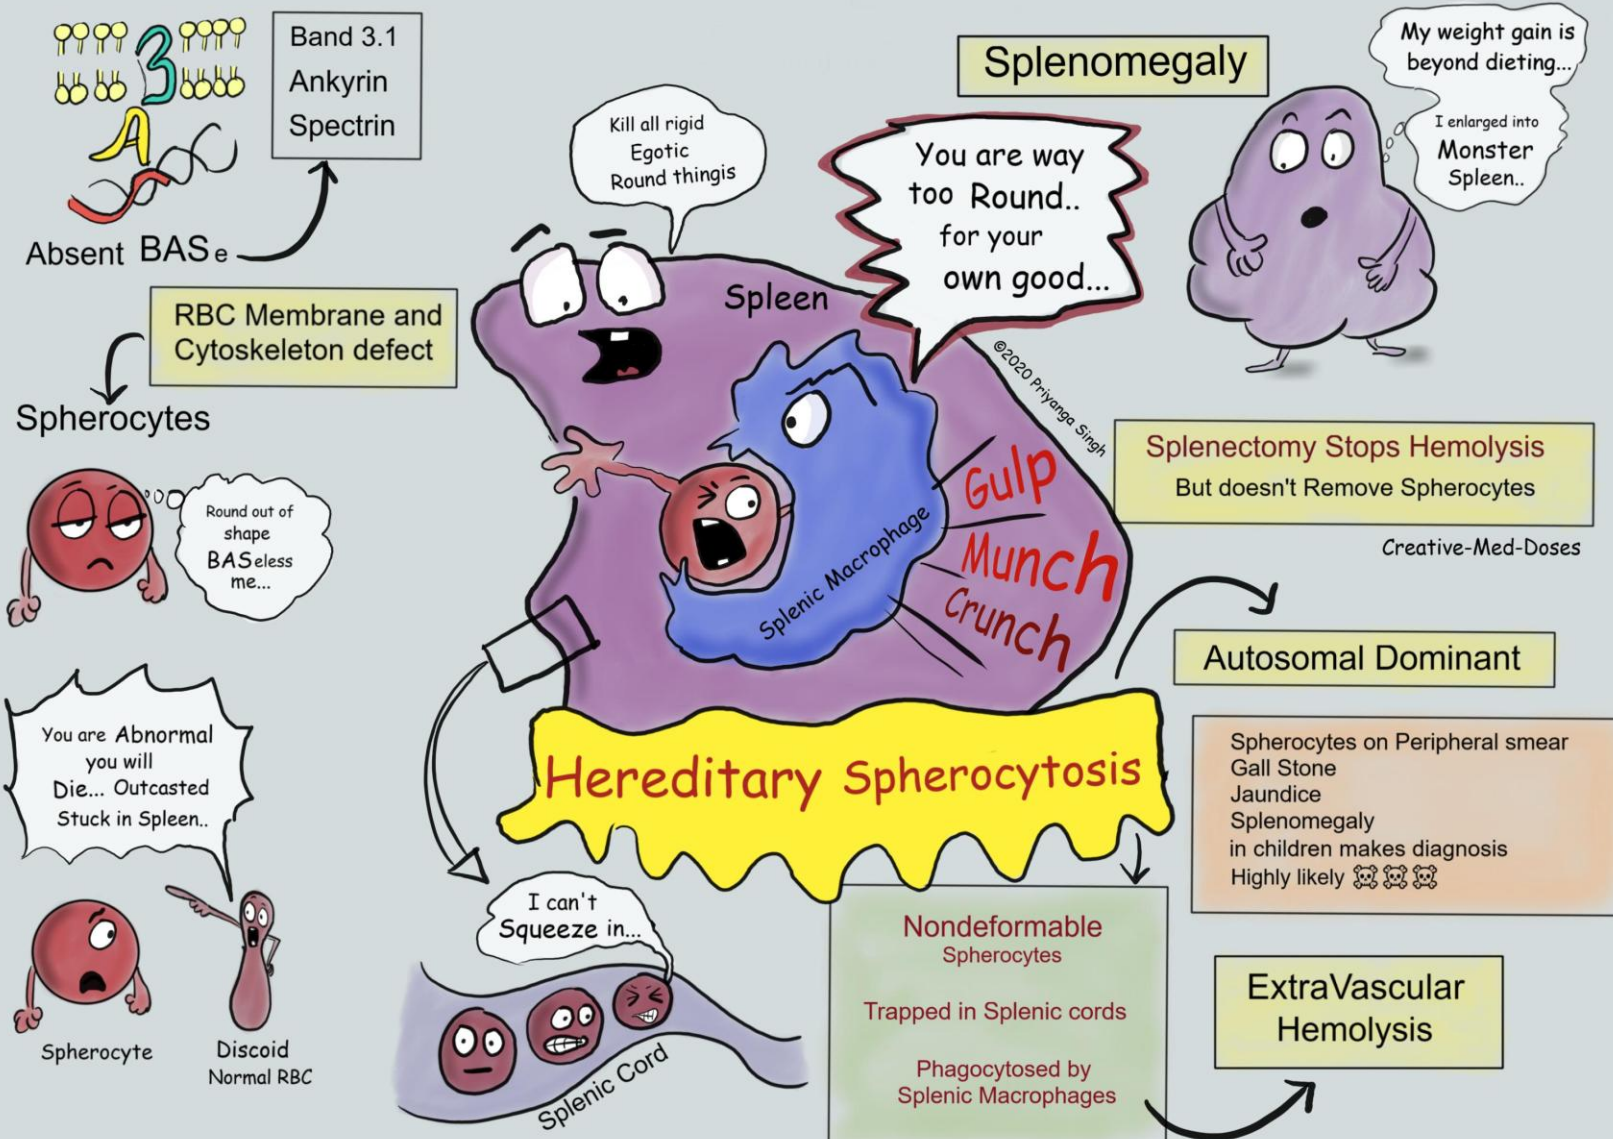 Band 3.1
Ankyrin
Spectrin
3
A
Absent BASe
RBC Membrane and
Cytoskeleton defect
Spherocytes
Round out of
shape
BASeless
me...
You are Abnormal
you will
Die... Outcasted
Stuck in Spleen..
Spherocyte
Discoid
Normal RBC
Kill all rigid
Egotic
Round thingis
Spleen
You are way
too Round..
for your
own good...
Splenic Macrophage
Gulp
Munch
Crunch
©2020 Priyanga Singh
Hereditary Spherocytosis
I can't
Squeeze in...
Splenic Cord
Nondeformable
Spherocytes
Trapped in Splenic cords
Phagocytosed by
Splenic Macrophages
Splenomegaly
My weight gain is
beyond dieting...
I enlarged into
Monster
Spleen..
Splenectomy Stops Hemolysis
But doesn't Remove Spherocytes
Creative-Med-Doses
Autosomal Dominant
Spherocytes on Peripheral smear
Gall Stone
Jaundice
Splenomegaly
in children makes diagnosis
Highly likely ☠☠☠
ExtraVascular
Hemolysis